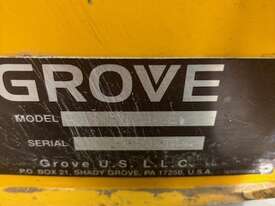 GROVE
MODEL
SERIAL
Grove U.S. L.L.C.
P.O. BOX 21, SHADY GROVE, PA 17256, U.S.A.